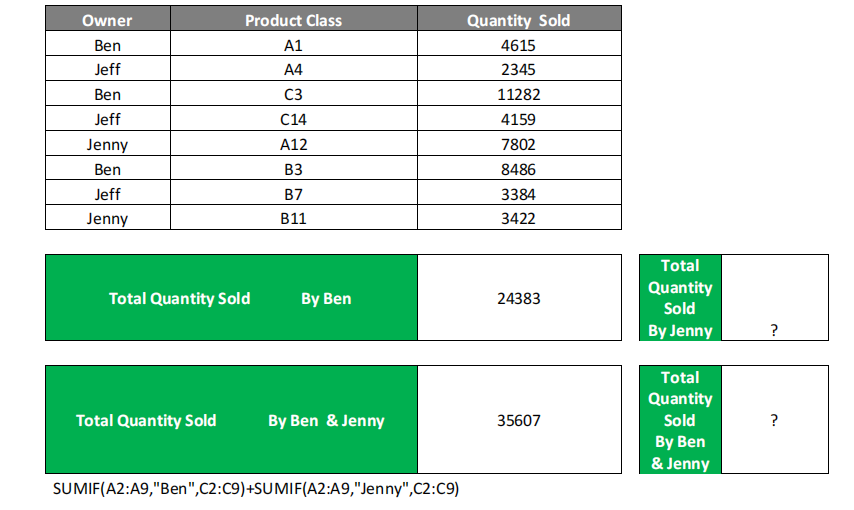 Owner Product Class Quantity Sold
Ben A1 4615
Jeff A4 2345
Ben C3 11282
Jeff C14 4159
Jenny A12 7802
Ben B3 8486
Jeff B7 3384
Jenny B11 3422
Total Quantity Sold By Ben 24383
Total
Quantity
Sold
By Jenny ?
Total Quantity Sold By Ben & Jenny 35607
Total
Quantity
Sold
By Ben
& Jenny
?
SUMIF(A2:A9,"Ben",C2:C9)+SUMIF(A2:A9,"Jenny",C2:C9)